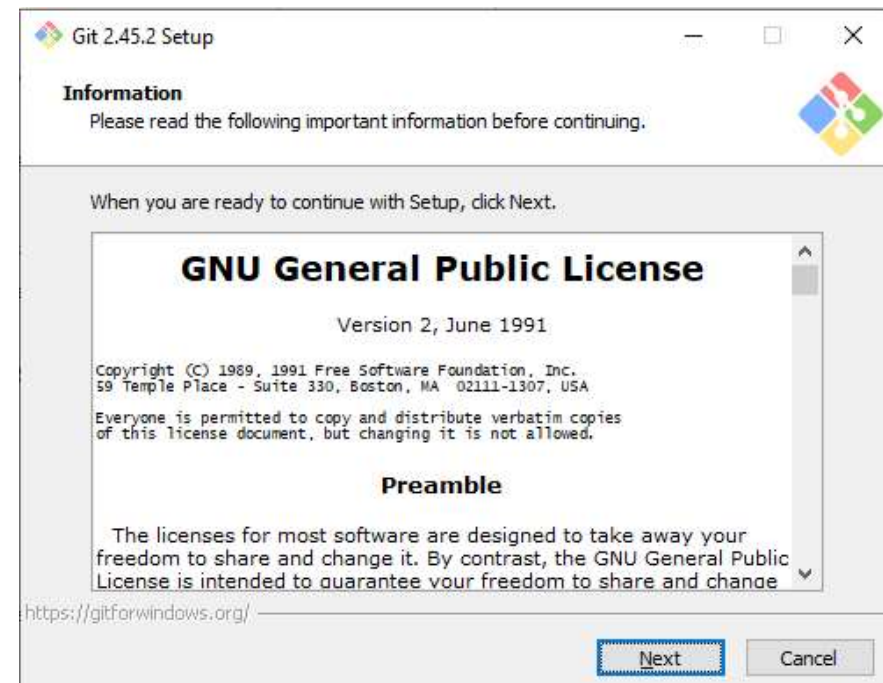 Git 2.45.2 Setup
Information
Please read the following important information before continuing.
When you are ready to continue with Setup, click Next.
GNU General Public License
Version 2, June 1991
Copyright (C) 1989, 1991 Free Software Foundation, Inc.
59 Temple Place - Suite 330, Boston, MA  02111-1307, USA
Everyone is permitted to copy and distribute verbatim copies
of this license document, but changing it is not allowed.
Preamble
The licenses for most software are designed to take away your
freedom to share and change it. By contrast, the GNU General Public
License is intended to guarantee your freedom to share and change
https://gitforwindows.org/
Next
Cancel